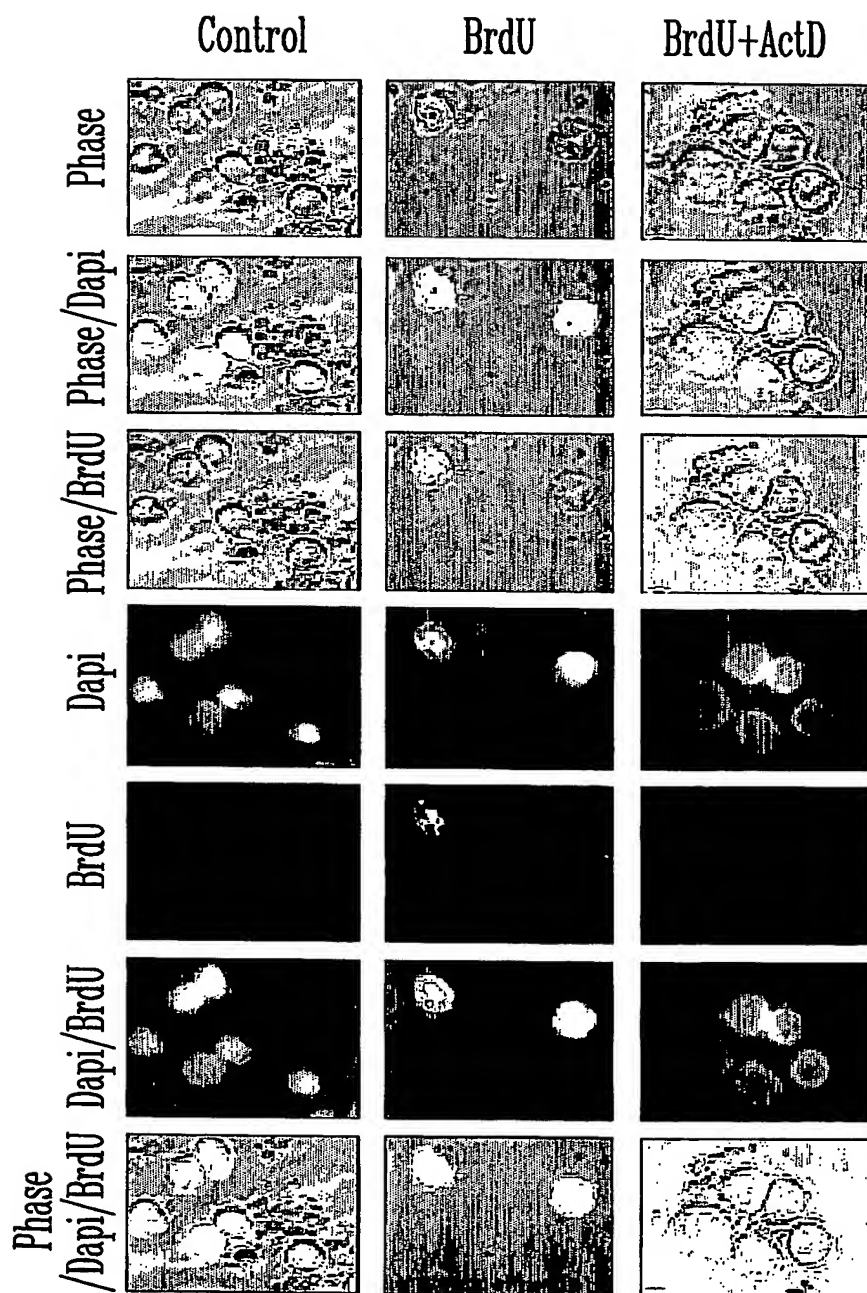 Control BrdU BrdU+ActD
Phase
Phase/Dapi
Phase/BrdU
Dapi
BrdU
Dapi/BrdU
Phase
/Dapi/BrdU